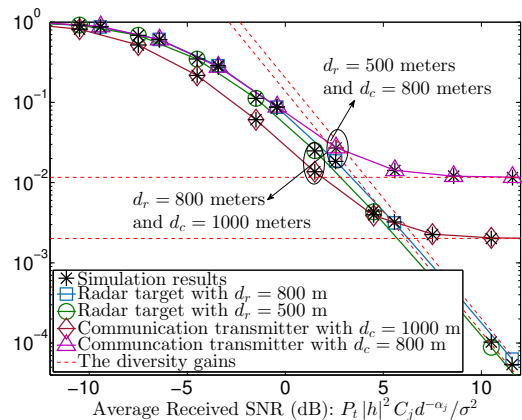 10^0
10^{-1}
10^{-2}
10^{-3}
10^{-4}
d_r = 500
meters
and d_c = 800 meters
d_r = 800
meters
and d_c = 1000 meters
Simulation results
Radar target with d_r = 800 m
Radar target with d_r = 500 m
Communication transmitter with d_c = 1000 m
Communcation transmitter with d_c = 800 m
The diversity gains
−10 −5 0 5 10
Average Received SNR (dB): P_t |h|^2 C_j d^{-α_j}/σ^2